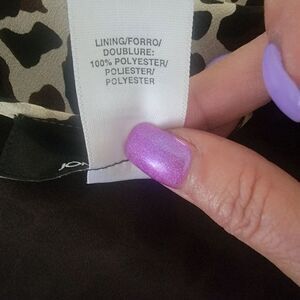 LINING/FORRO/
DOUBLURE:
100% POLYESTER/
POLIESTER/
POLYESTER